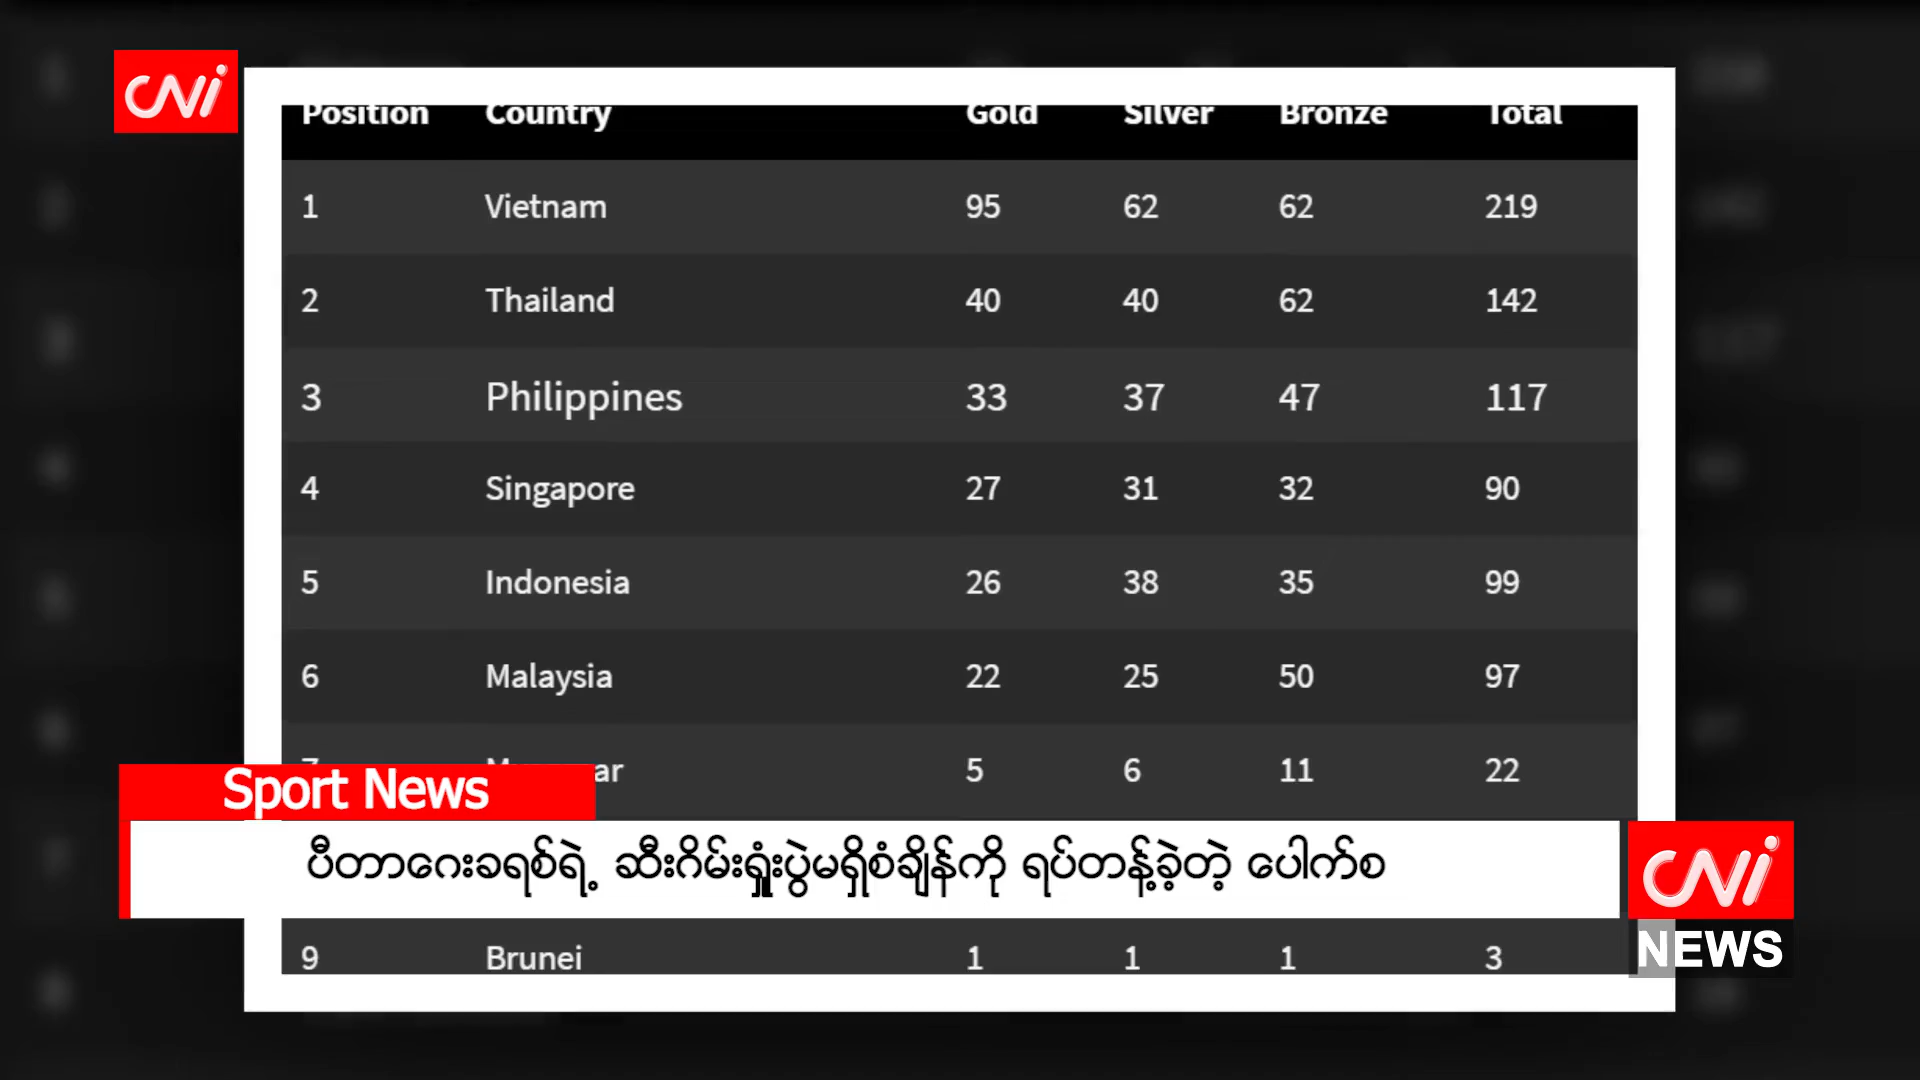 CNi
Position Country Gold Silver Bronze Total
1 Vietnam 95 62 62 219
2 Thailand 40 40 62 142
3 Philippines 33 37 47 117
4 Singapore 27 31 32 90
5 Indonesia 26 38 35 99
6 Malaysia 22 25 50 97
5 6 11 22
Sport News
ပီတာဂေးခရစ်ရဲ့ ဆီးဂိမ်းရှုံးပွဲမရှိစံချိန်ကို ရပ်တန့်ခဲ့တဲ့ ပေါက်စ
CNi
NEWS
9 Brunei 1 1 1 3